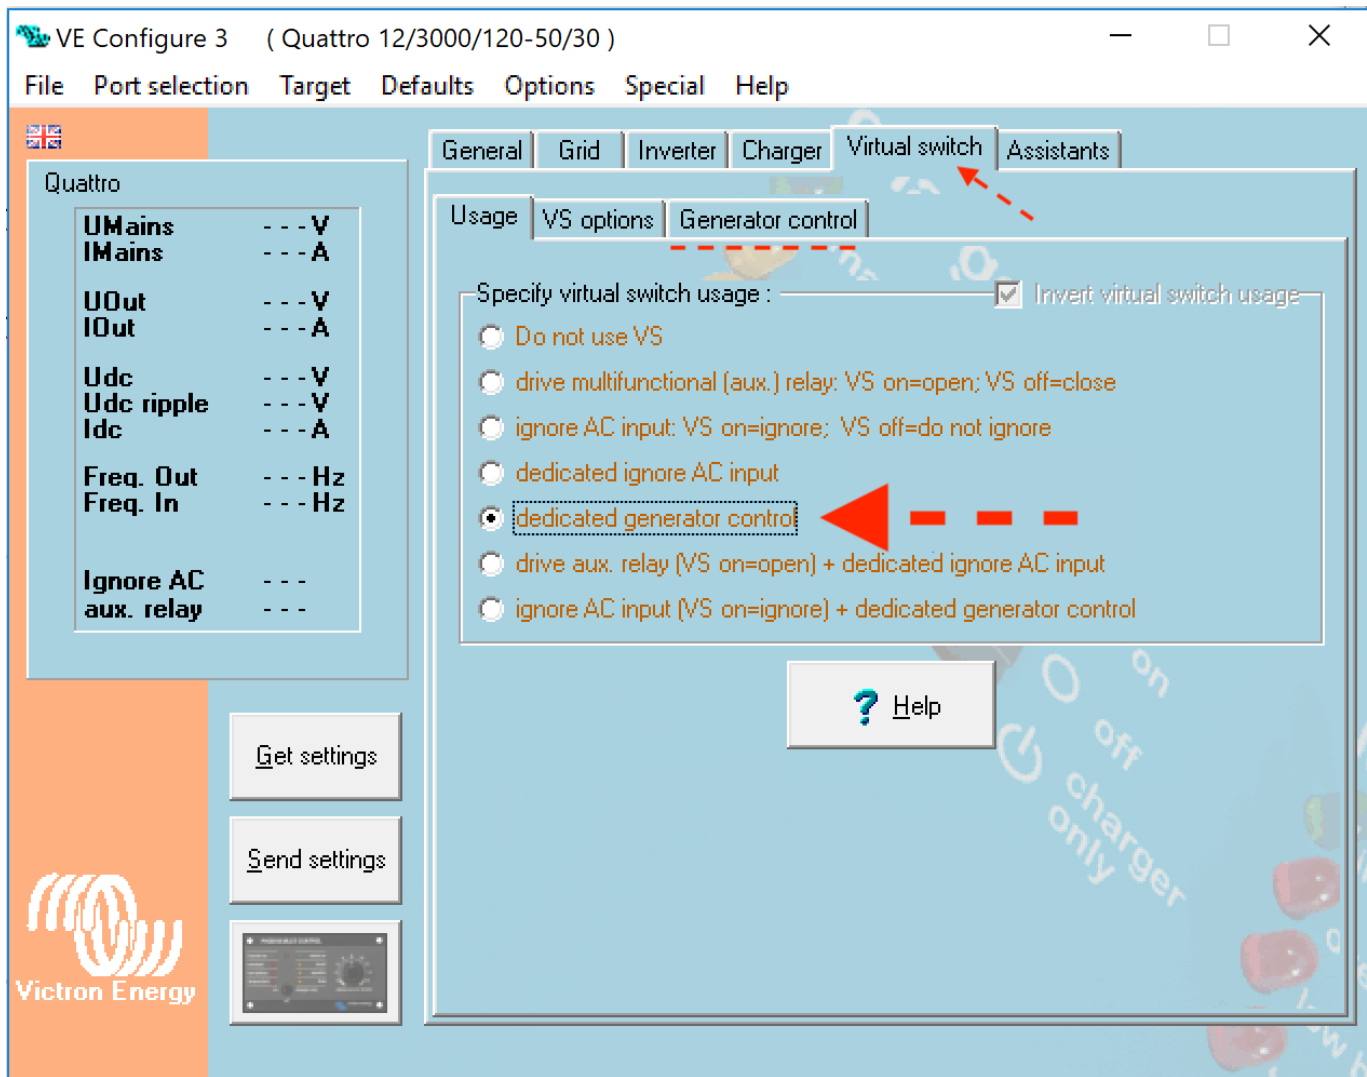 VE Configure 3 ( Quattro 12/3000/120-50/30 )
File Port selection Target Defaults Options Special Help
General Grid Inverter Charger Virtual switch Assistants
Quattro
UMains - - - V
IMains - - - A
UOut - - - V
IOut - - - A
Udc - - - V
Udc ripple - - - V
Idc - - - A
Freq. Out - - - Hz
Freq. In - - - Hz
Ignore AC - - -
aux. relay - - -
Usage VS options Generator control
Specify virtual switch usage : Invert virtual switch usage
Do not use VS
drive multifunctional (aux.) relay: VS on=open; VS off=close
ignore AC input: VS on=ignore; VS off=do not ignore
dedicated ignore AC input
dedicated generator control
drive aux. relay (VS on=open) + dedicated ignore AC input
ignore AC input (VS on=ignore) + dedicated generator control
Help
on
off
charger
only
Get settings
Send settings
Victron Energy